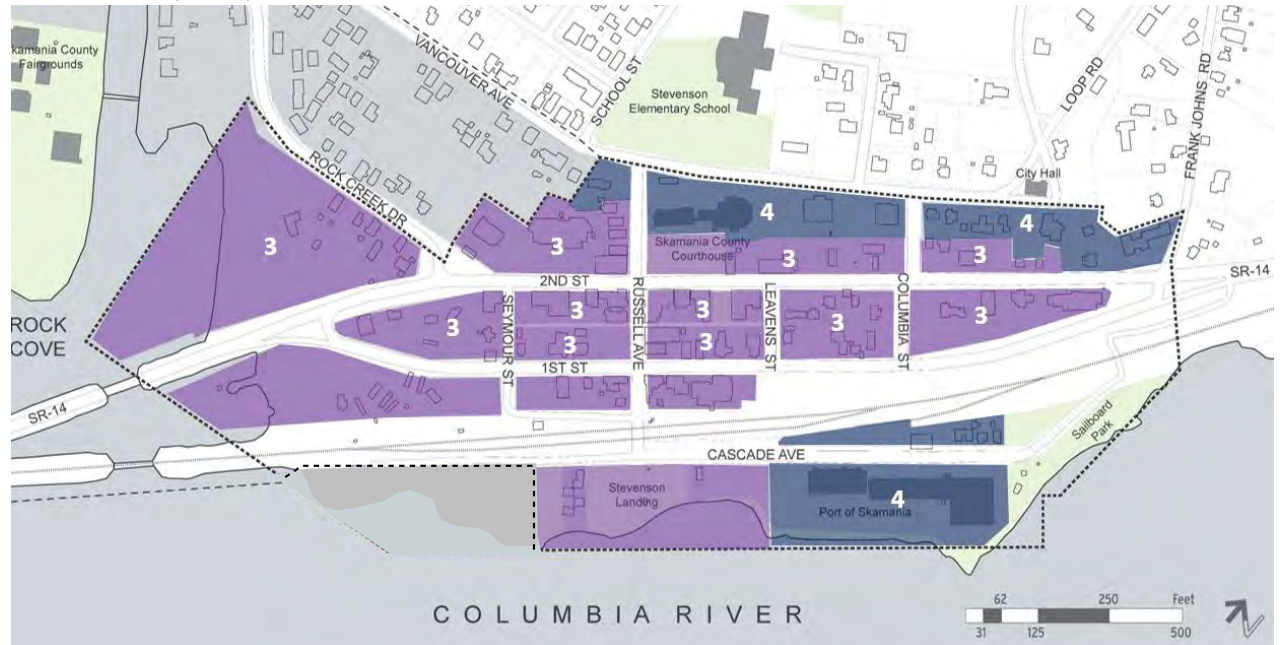 Skamania County
Fairgrounds
VANCOUVER AVE
SCHOOL ST
Stevenson
Elementary School
LOOP RD
FRANK JOHNS RD
City Hall
ROCK CREEK DR
3
3
4
4
Skamania County
Courthouse
3
3
2ND ST
SR-14
ROCK
COVE
SEYMOUR ST
RUSSELL AVE
LEAVENS ST
COLUMBIA ST
3
3
3
3
3
3
3
1ST ST
SR-14
Sailboard
Park
CASCADE AVE
Stevenson
Landing
4
Port of Skamania
COLUMBIA RIVER
62 250 Feet
31 125 500
N